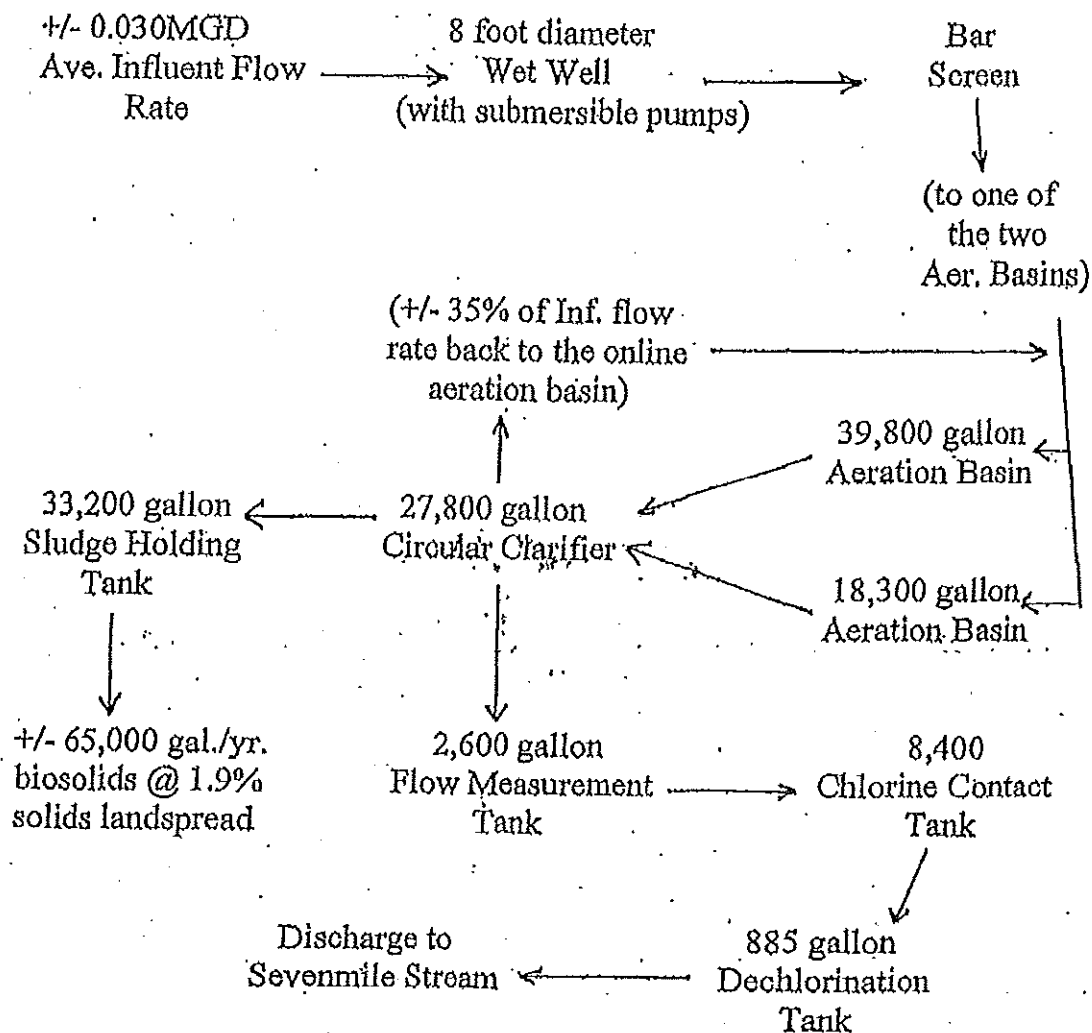 +/- 0.030MGD
Ave. Influent Flow
Rate
8 foot diameter
Wet Well
(with submersible pumps)
Bar
Screen
(to one of
the two
Aer. Basins)
(+/- 35% of Inf. flow
rate back to the online
aeration basin)
39,800 gallon
Aeration Basin
33,200 gallon
Sludge Holding
Tank
27,800 gallon
Circular Clarifier
18,300 gallon
Aeration Basin
+/- 65,000 gal./yr.
biosolids @ 1.9%
solids landspread
2,600 gallon
Flow Measurement
Tank
8,400
Chlorine Contact
Tank
885 gallon
Dechlorination
Tank
Discharge to
Sevenmile Stream